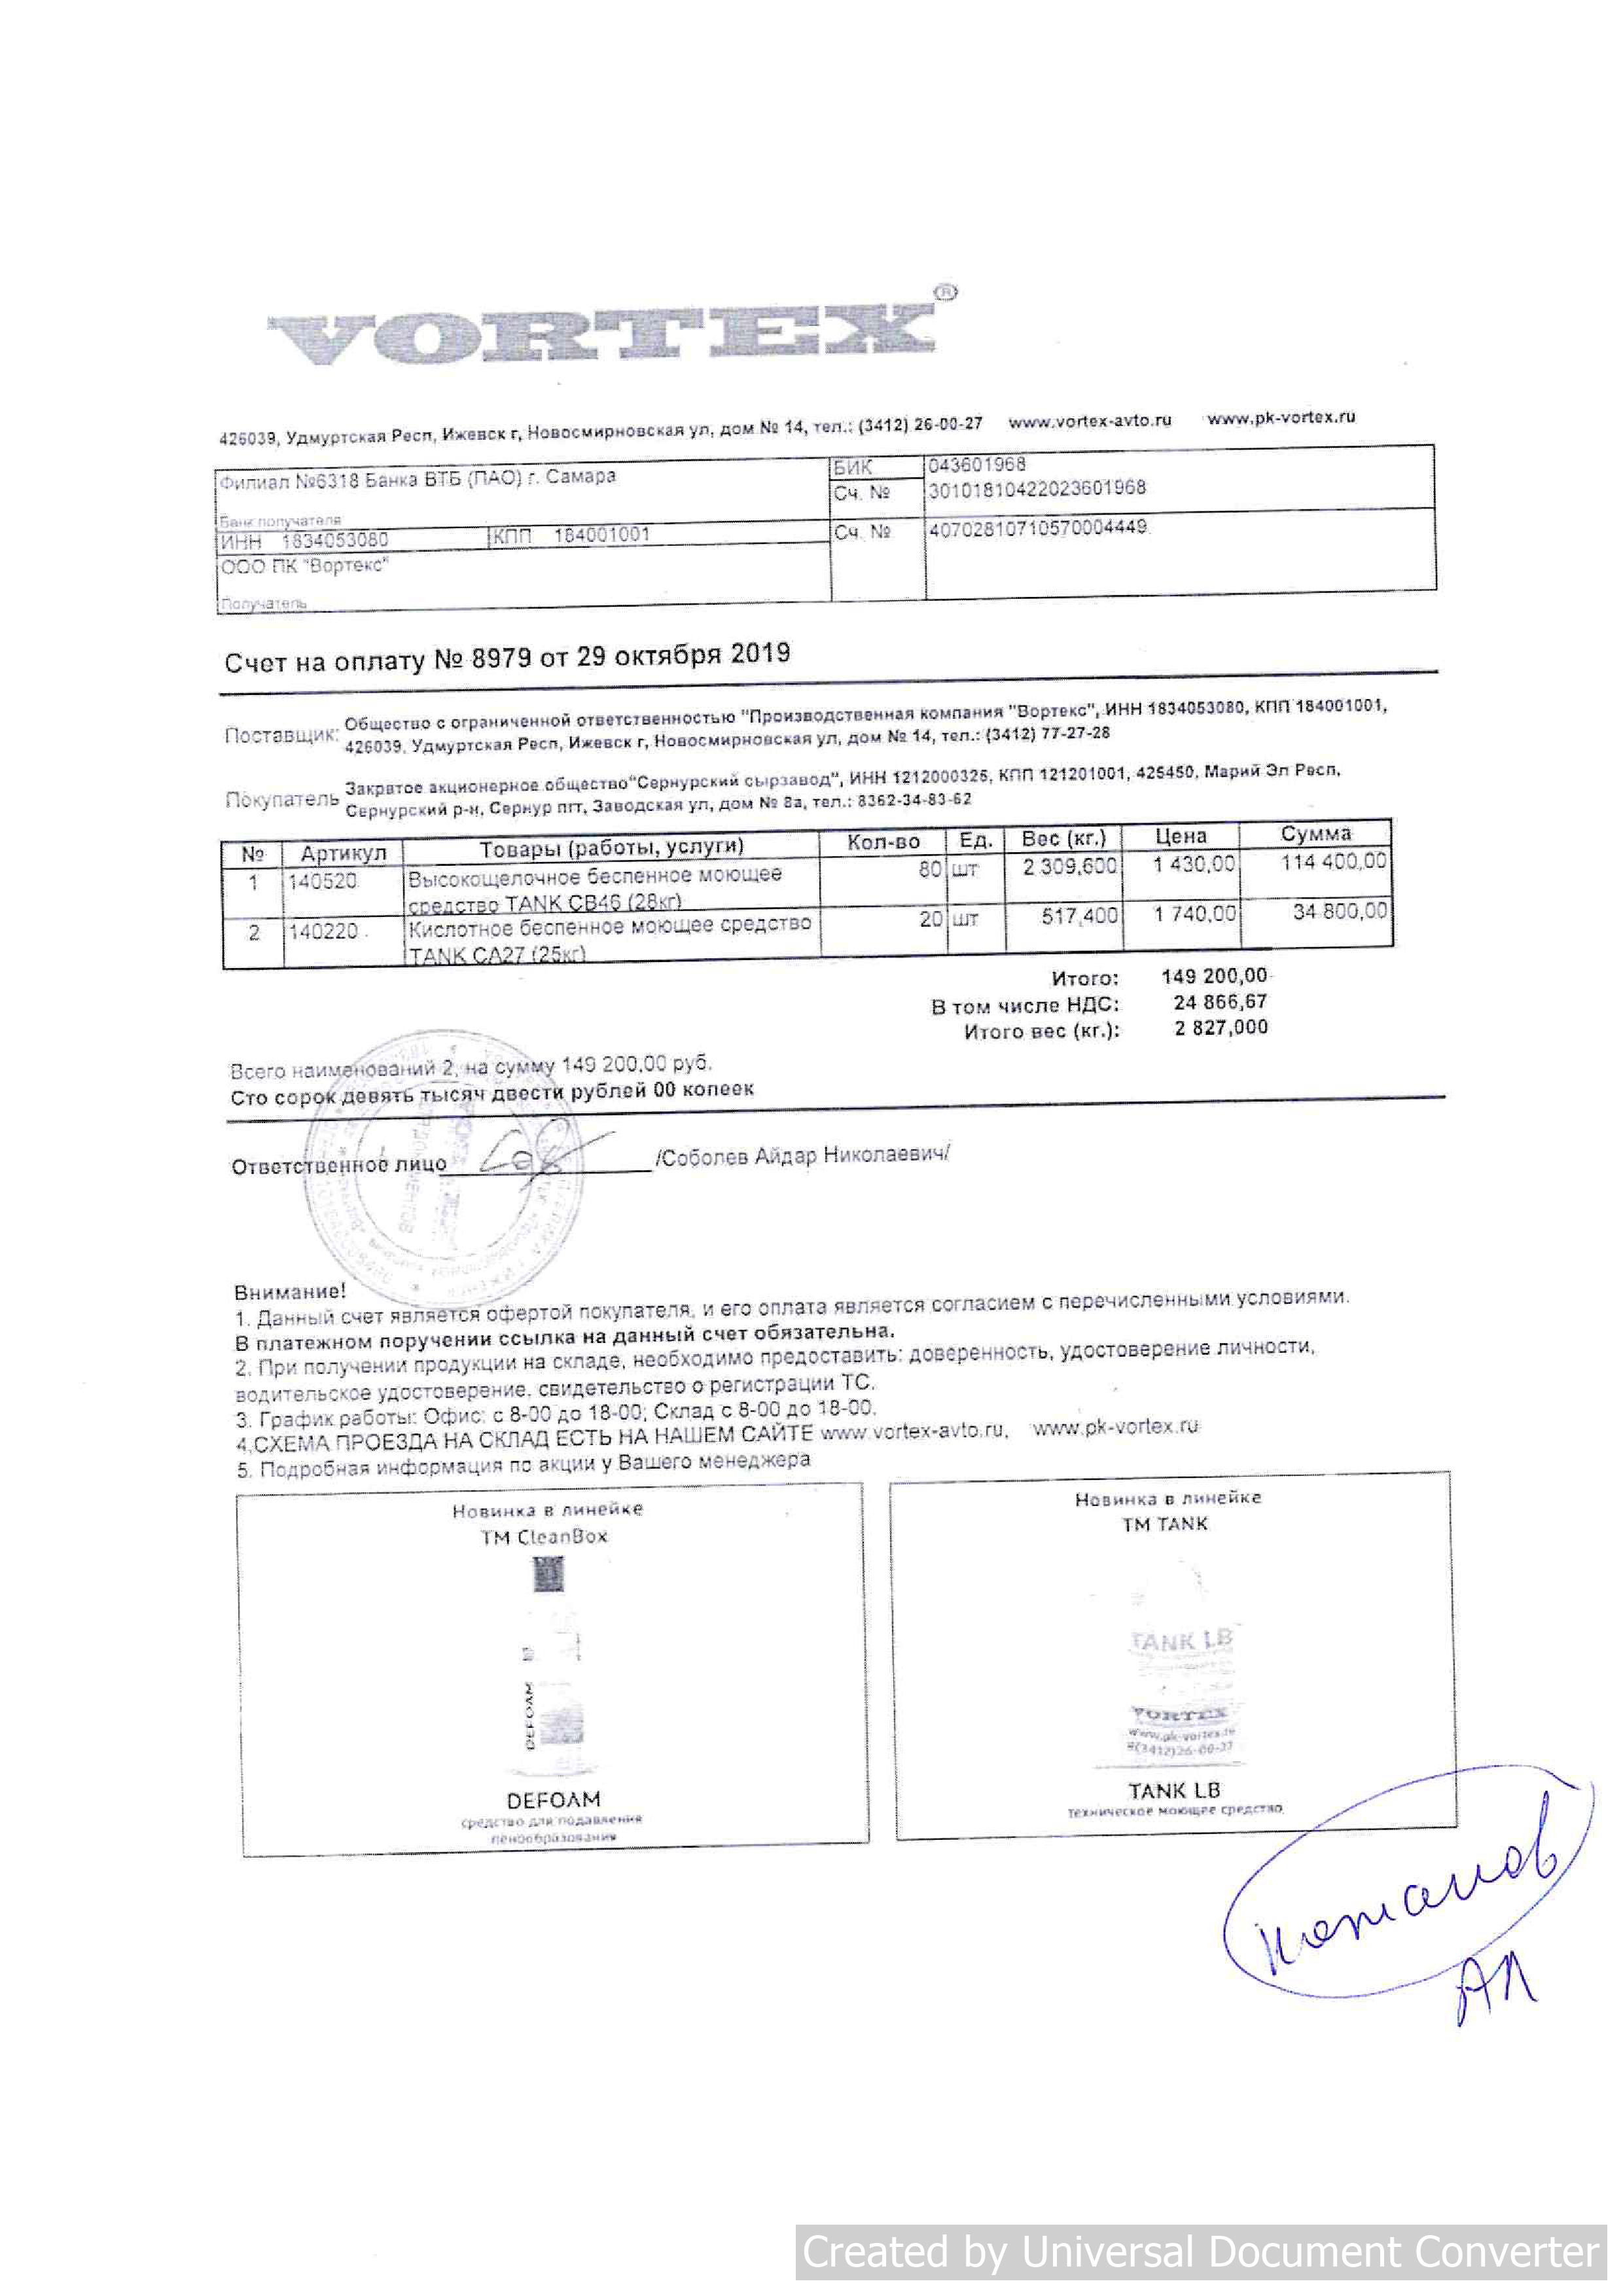 VORTEX®
426039, Удмуртская Респ, Ижевск г, Новосмирновская ул, дом № 14, тел.: (3412) 26-00-27 www.vortex-avto.ru www.pk-vortex.ru
Филиал №6318 Банка ВТБ (ПАО) г. Самара БИК 043601968
Сч. № 30101810422023601968
Банк получателя
ИНН 1834053080 КПП 184001001 Сч. № 40702810710570004449
ООО ПК "Вортекс"
Получатель
Счет на оплату № 8979 от 29 октября 2019
Поставщик: Общество с ограниченной ответственностью "Производственная компания "Вортекс", ИНН 1834053080, КПП 184001001,
426039, Удмуртская Респ, Ижевск г, Новосмирновская ул, дом № 14, тел.: (3412) 77-27-28
Покупатель Закрвтое акционерное общество"Сернурский сырзавод", ИНН 1212000325, КПП 121201001, 425450, Марий Эл Респ,
Сернурский р-н, Сернур пгт, Заводская ул, дом № 8а, тел.: 8362-34-83-62
№ Артикул Товары (работы, услуги) Кол-во Ед. Вес (кг.) Цена Сумма
1 140520 Высокощелочное беспенное моющее 80 шт 2 309,600 1 430,00 114 400,00
средство TANK CB46 (28кг)
2 140220 Кислотное беспенное моющее средство 20 шт 517,400 1 740,00 34 800,00
TANK CA27 (25кг)
Итого: 149 200,00
В том числе НДС: 24 866,67
Итого вес (кг.): 2 827,000
Всего наименований 2, на сумму 149 200,00 руб.
Сто сорок девять тысяч двести рублей 00 копеек
Ответственное лицо /Соболев Айдар Николаевич/
Внимание!
1. Данный счет является офертой покупателя, и его оплата является согласием с перечисленными условиями.
В платежном поручении ссылка на данный счет обязательна.
2. При получении продукции на складе, необходимо предоставить: доверенность, удостоверение личности,
водительское удостоверение, свидетельство о регистрации ТС.
3. График работы: Офис: с 8-00 до 18-00; Склад с 8-00 до 18-00.
4.СХЕМА ПРОЕЗДА НА СКЛАД ЕСТЬ НА НАШЕМ САЙТЕ www.vortex-avto.ru, www.pk-vortex.ru
5. Подробная информация по акции у Вашего менеджера
Новинка в линейке
ТМ CleanBox
DEFOAM
DEFOAM
средство для подавления
пенообразования
Новинка в линейке
ТМ TANK
TANK LB
VORTEX
www.pk-vortex.ru
8(3412)26-00-27
TANK LB
техническое моющее средство
АЛ
Created by Universal Document Converter